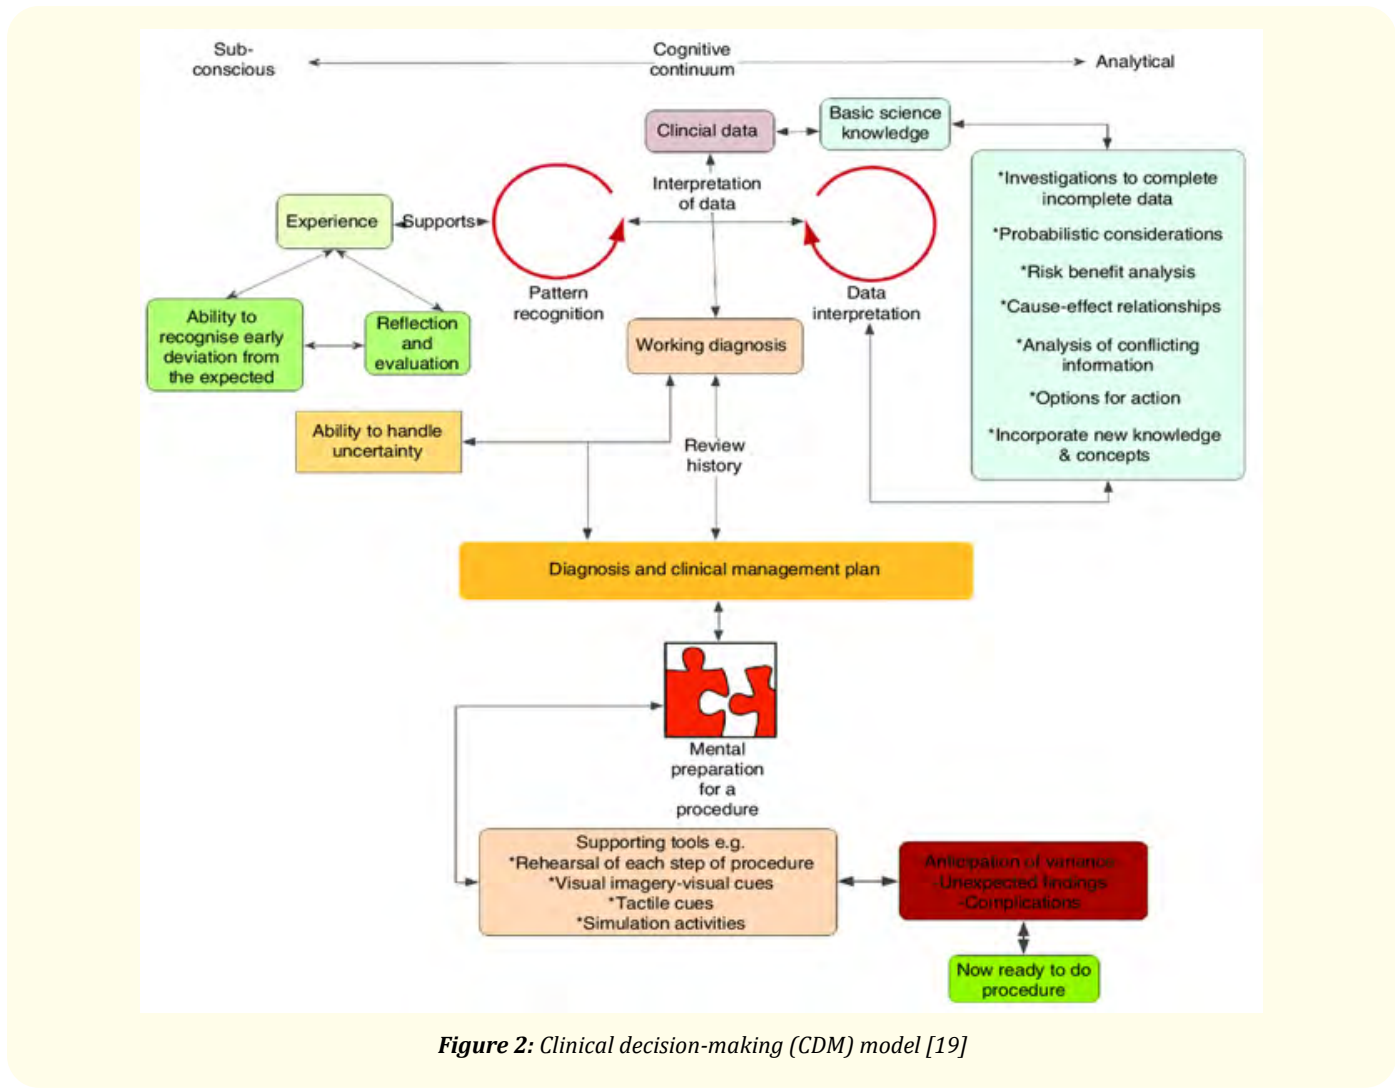 Sub-
conscious
Cognitive
continuum
Analytical
Clincial data
Basic science
knowledge
Interpretation
of data
Experience
Supports
Pattern
recognition
Data
interpretation
*Investigations to complete
incomplete data
*Probabilistic considerations
*Risk benefit analysis
*Cause-effect relationships
*Analysis of conflicting
information
*Options for action
*Incorporate new knowledge
& concepts
Ability to
recognise early
deviation from
the expected
Reflection
and
evaluation
Working diagnosis
Ability to handle
uncertainty
Review
history
Diagnosis and clinical management plan
Mental
preparation
for a
procedure
Supporting tools e.g.
*Rehearsal of each step of procedure
*Visual imagery-visual cues
*Tactile cues
*Simulation activities
Anticipation of variance
-Unexpected findings
-Complications
Now ready to do
procedure
Figure 2: Clinical decision-making (CDM) model [19]